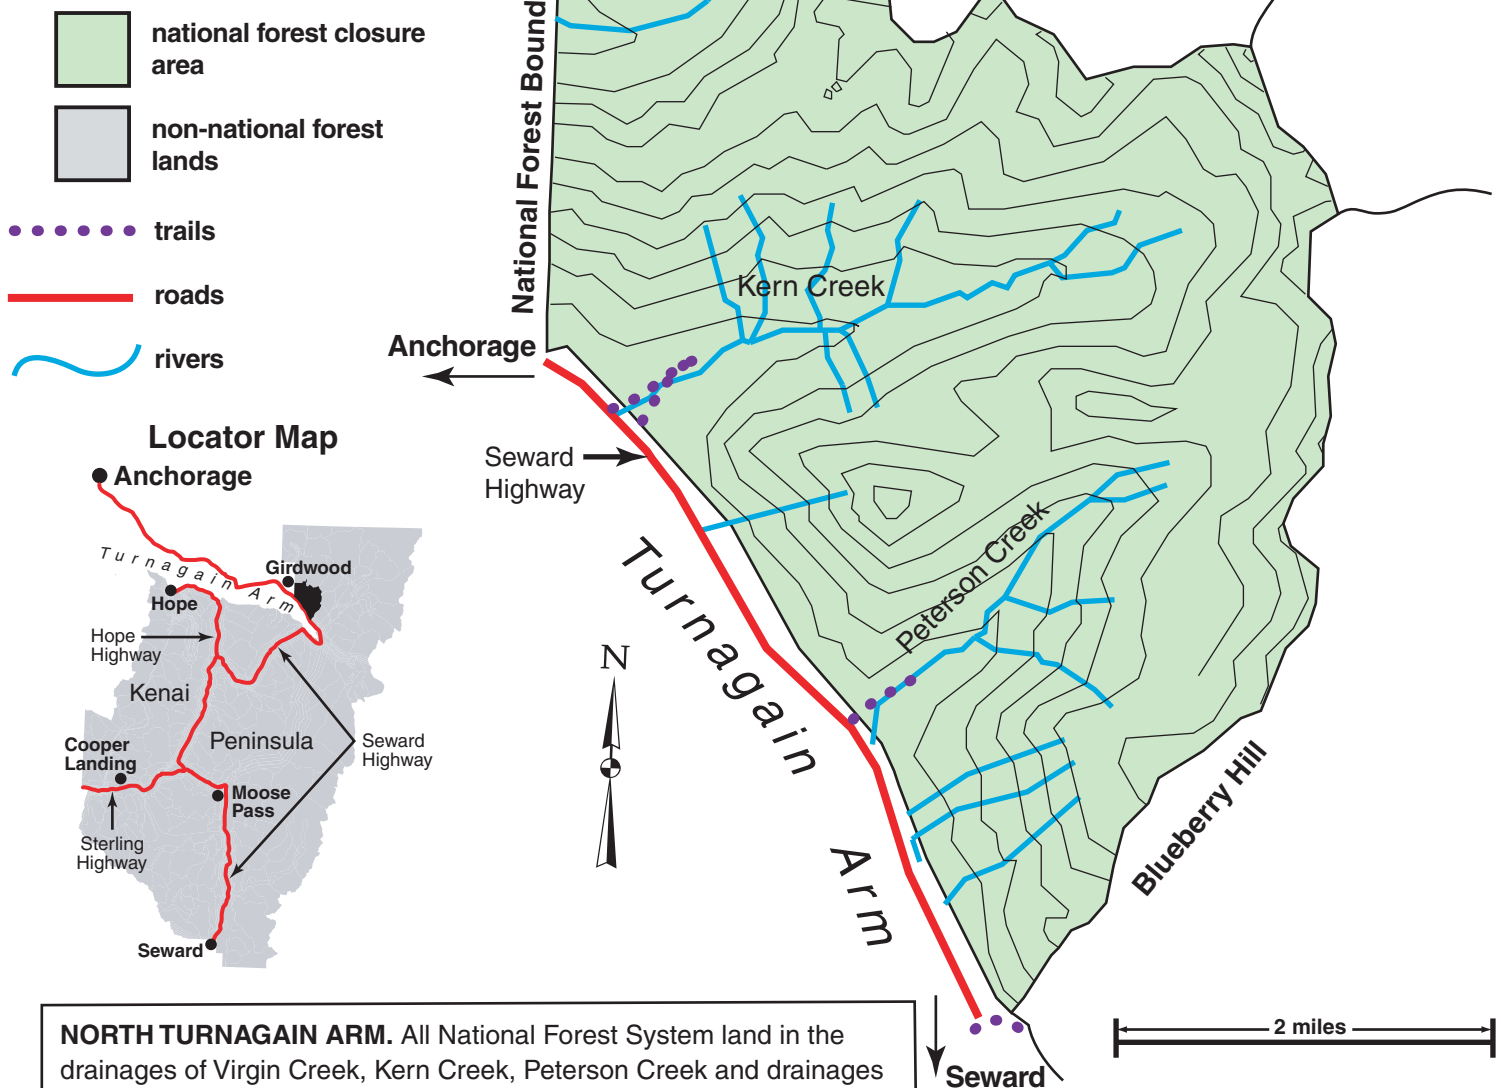 national forest closure
area
non-national forest
lands
trails
roads
rivers
National Forest Bound
Kern Creek
Anchorage
Seward
Highway
Turnagain
Arm
Peterson Creek
Blueberry Hill
N
Locator Map
Anchorage
Turnagain Arm
Girdwood
Hope
Hope
Highway
Kenai
Peninsula
Seward
Highway
Cooper
Landing
Moose
Pass
Sterling
Highway
Seward
NORTH TURNAGAIN ARM. All National Forest System land in the
drainages of Virgin Creek, Kern Creek, Peterson Creek and drainages
Seward
2 miles